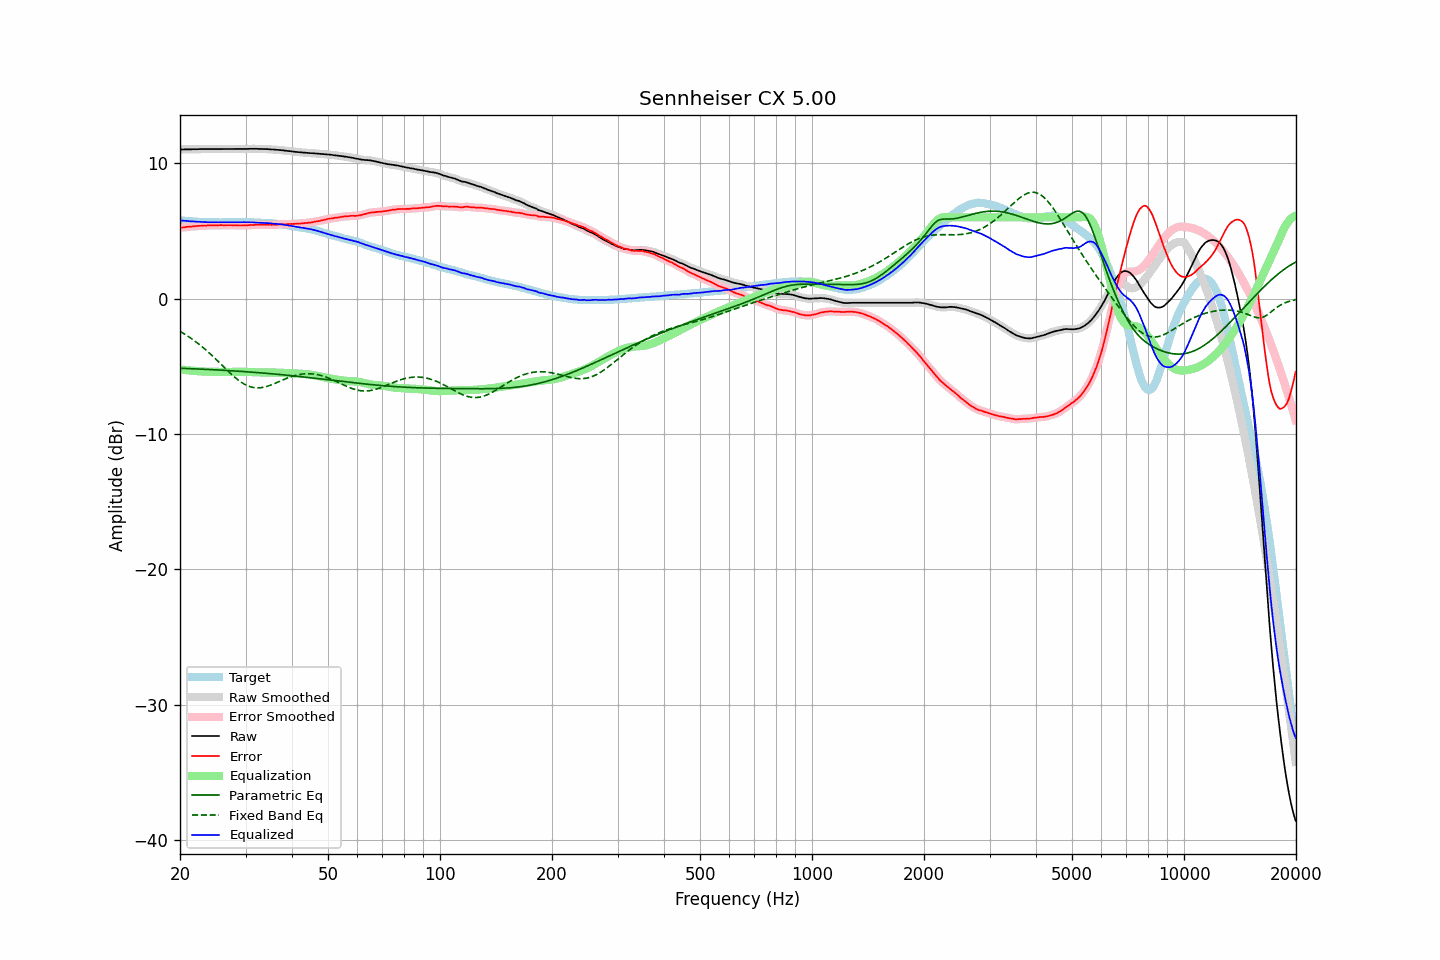 Sennheiser CX 5.00
10
0
−10
−20
−30
−40
Amplitude (dBr)
Target
Raw Smoothed
Error Smoothed
Raw
Error
Equalization
Parametric Eq
Fixed Band Eq
Equalized
20 50 100 200 500 1000 2000 5000 10000 20000
Frequency (Hz)